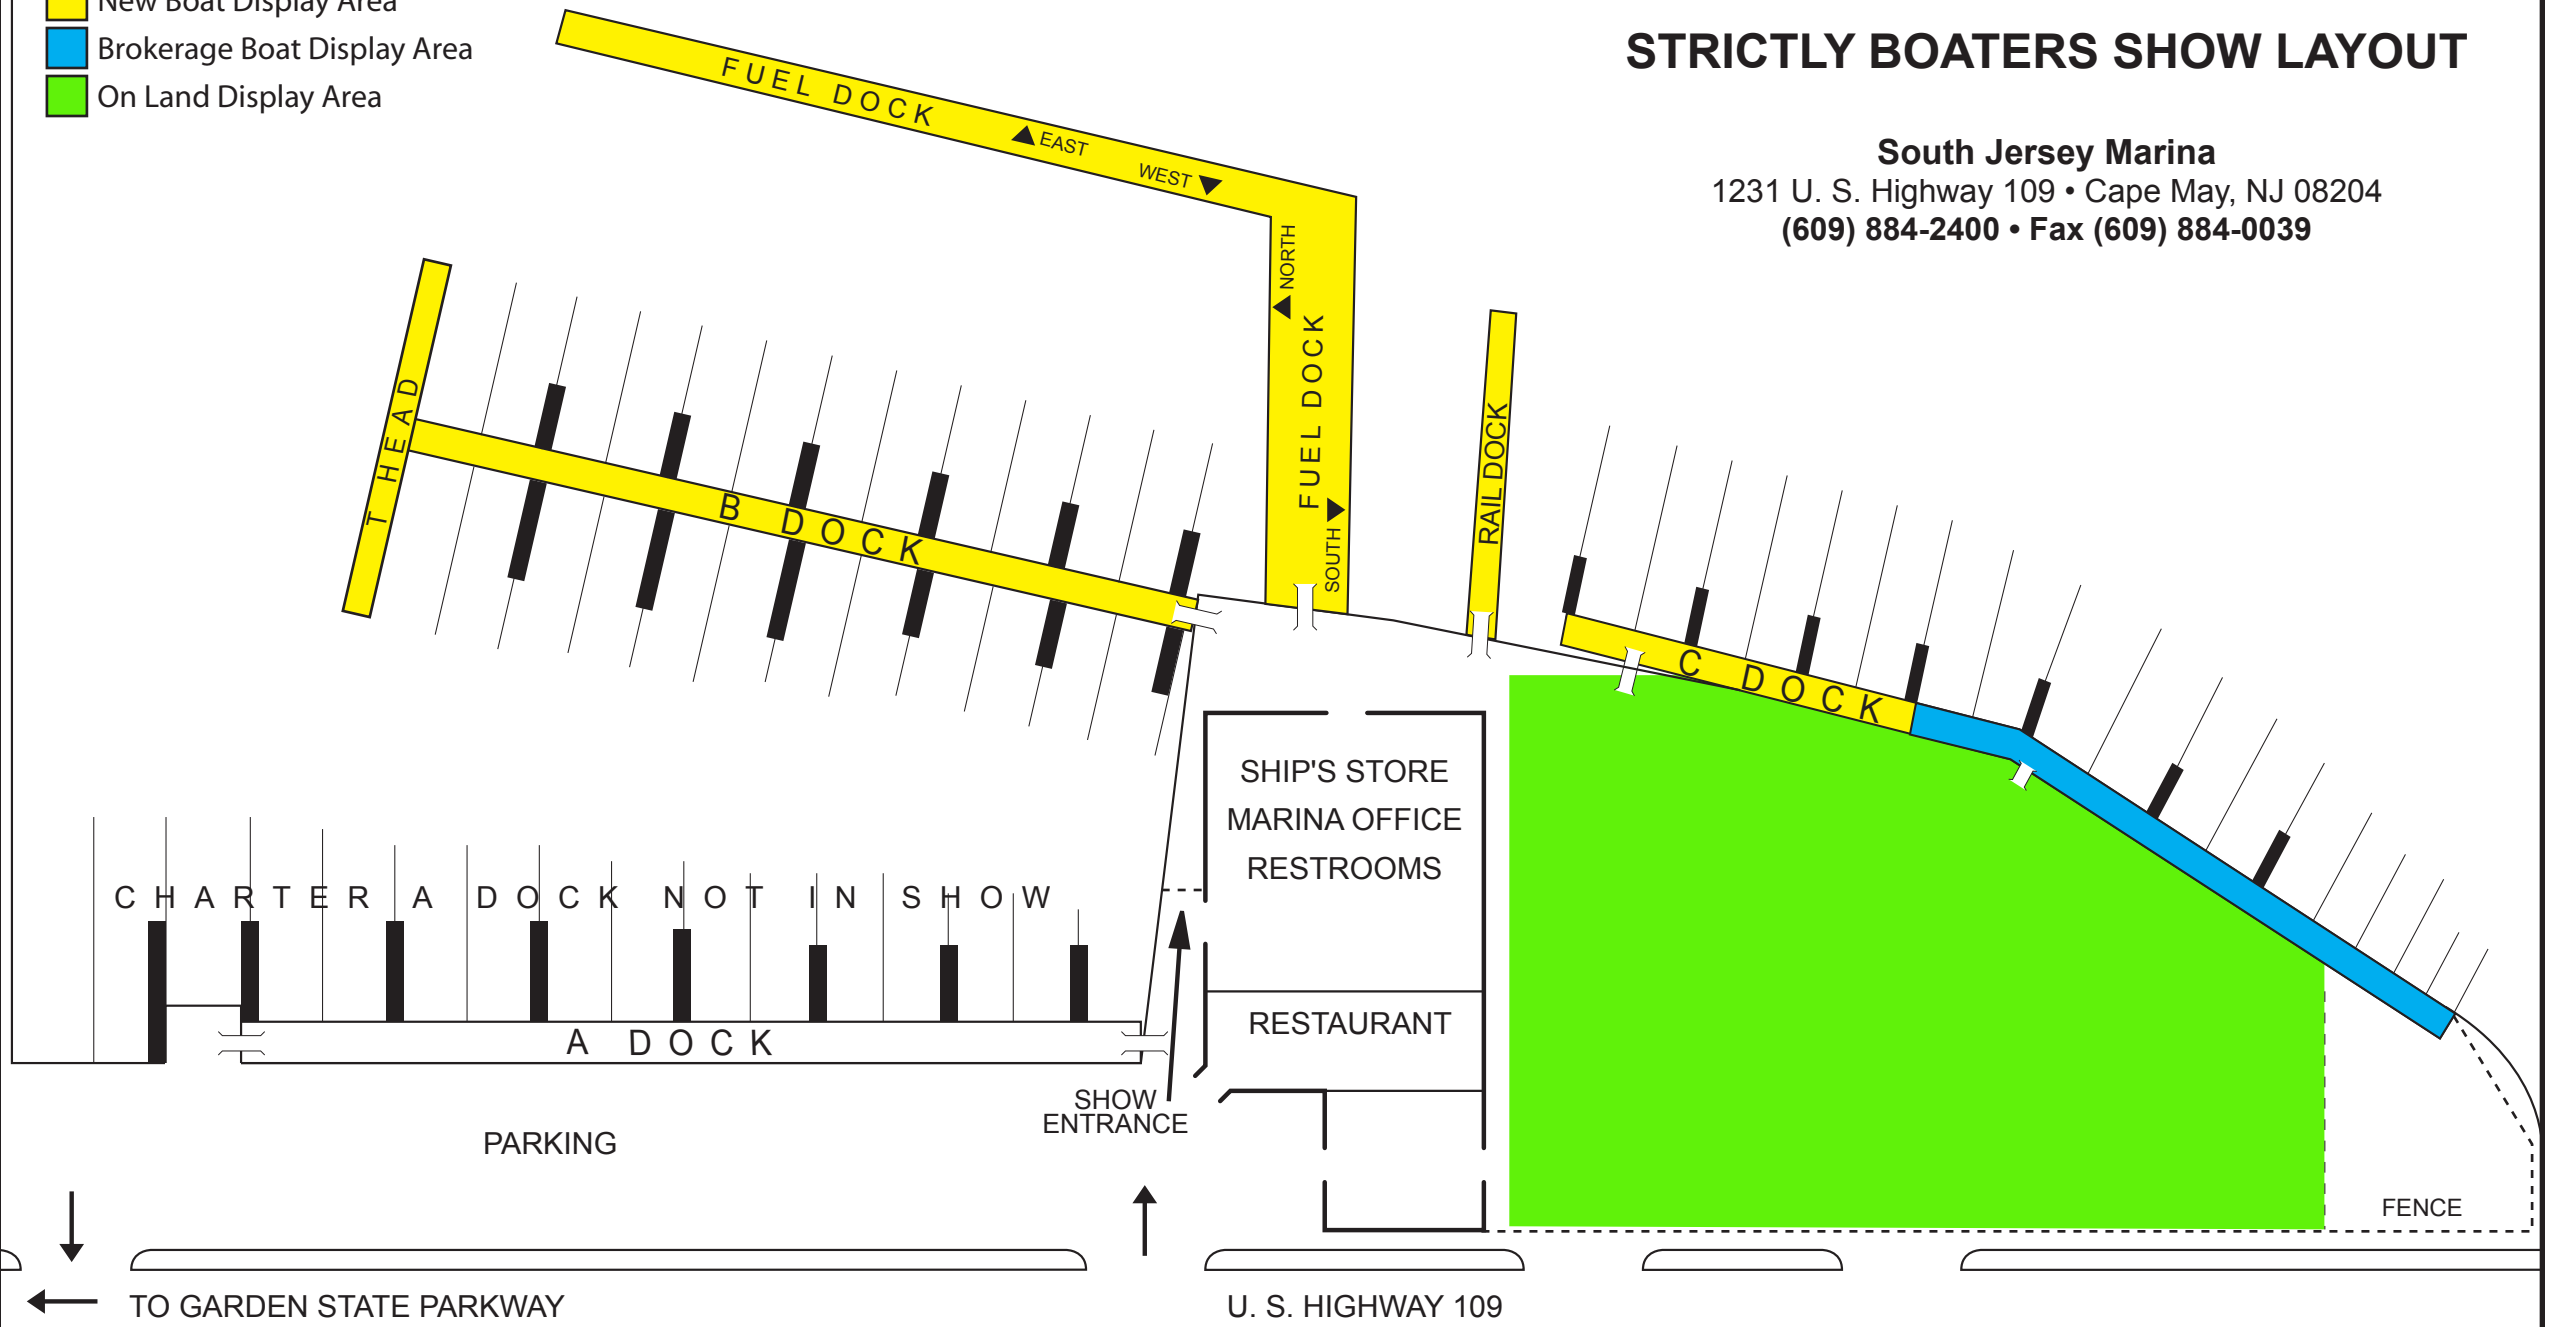 New Boat Display Area
Brokerage Boat Display Area
On Land Display Area
STRICTLY BOATERS SHOW LAYOUT
South Jersey Marina
1231 U. S. Highway 109 • Cape May, NJ 08204
(609) 884-2400 • Fax (609) 884-0039
FUEL DOCK
EAST
WEST
NORTH
FUEL DOCK
SOUTH
RAIL DOCK
T HEAD
B DOCK
C DOCK
SHIP'S STORE
MARINA OFFICE
RESTROOMS
CHARTER A DOCK NOT IN SHOW
RESTAURANT
A DOCK
SHOW
ENTRANCE
PARKING
FENCE
TO GARDEN STATE PARKWAY
U. S. HIGHWAY 109